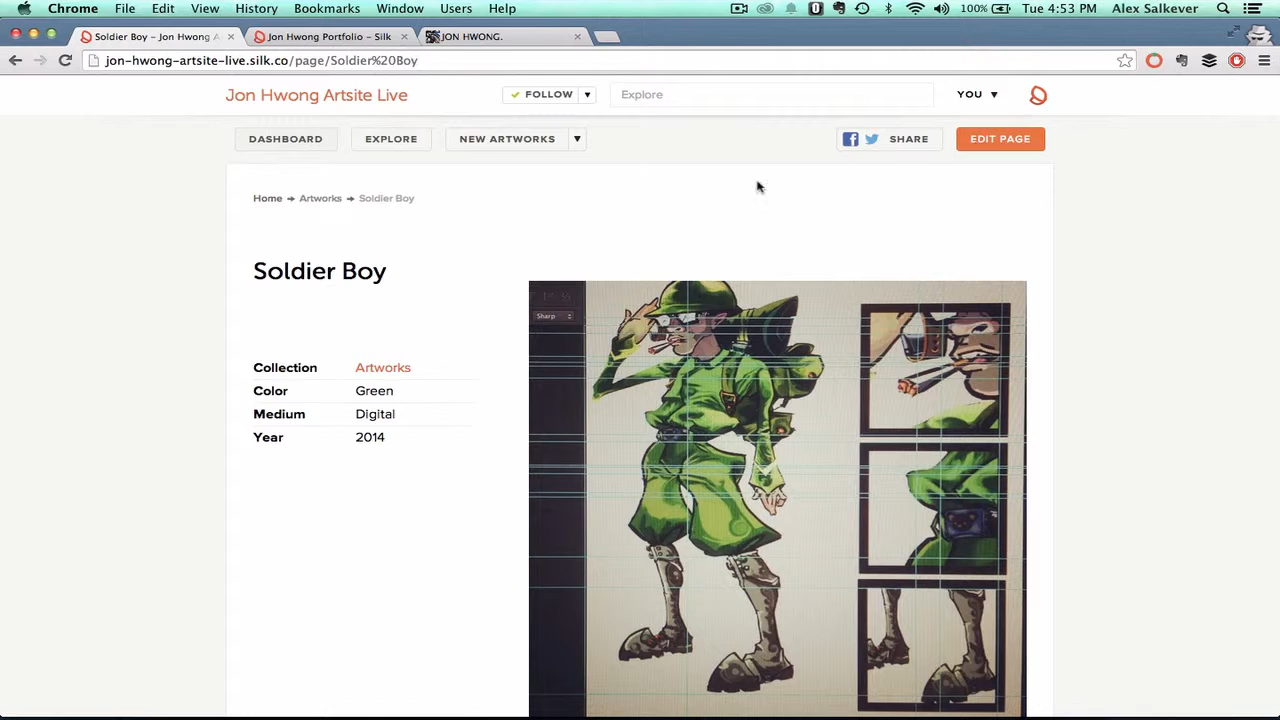 Chrome File Edit View History Bookmarks Window Users Help 100% Tue 4:53 PM Alex Salkever
Soldier Boy – Jon Hwong A Jon Hwong Portfolio – Silk JON HWONG.
jon-hwong-artsite-live.silk.co/page/Soldier%20Boy
Jon Hwong Artsite Live FOLLOW Explore YOU
DASHBOARD EXPLORE NEW ARTWORKS SHARE EDIT PAGE
Home → Artworks → Soldier Boy
Soldier Boy
Sharp
Collection Artworks
Color Green
Medium Digital
Year 2014